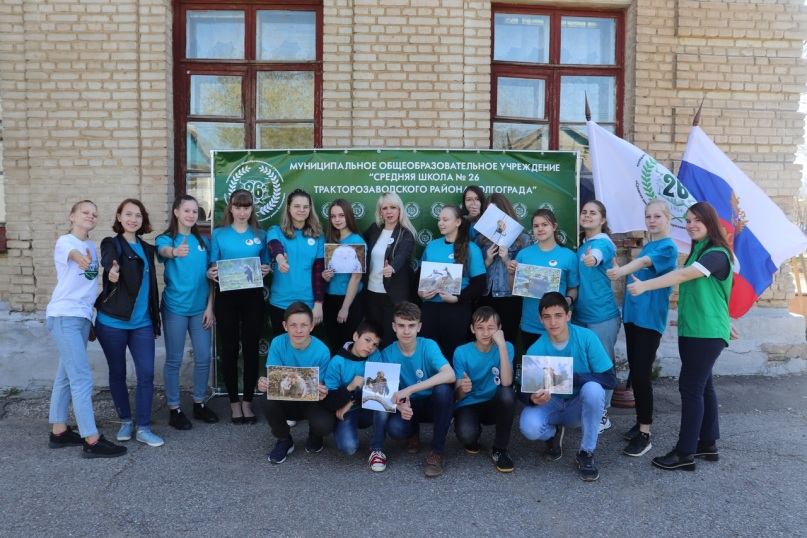 МУНИЦИПАЛЬНОЕ ОБЩЕОБРАЗОВАТЕЛЬНОЕ УЧРЕЖДЕНИЕ
"СРЕДНЯЯ ШКОЛА № 26
ТРАКТОРОЗАВОДСКОГО РАЙОНА ВОЛГОГРАДА"
26
26